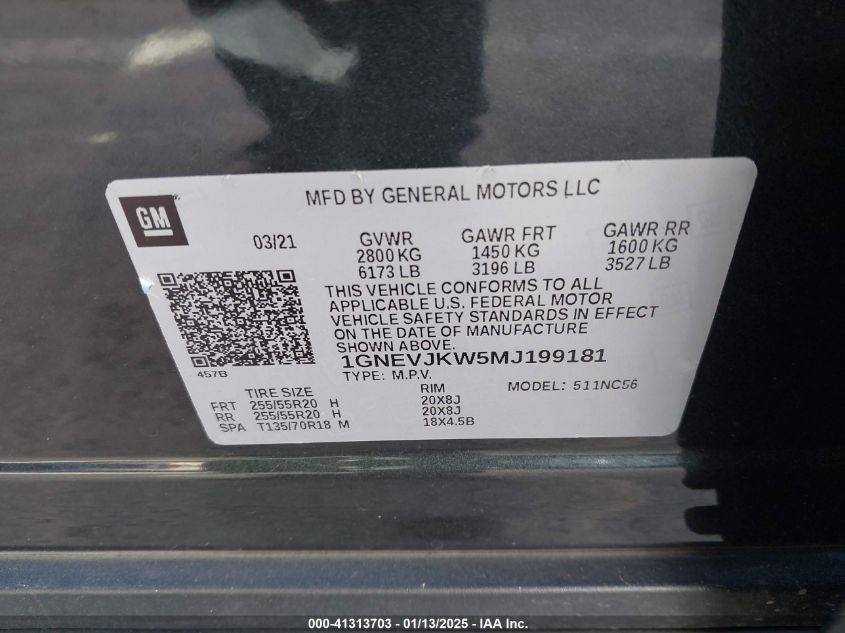 MFD BY GENERAL MOTORS LLC
GM
03/21
GVWR
2800 KG
6173 LB
GAWR FRT
1450 KG
3196 LB
GAWR RR
1600 KG
3527 LB
THIS VEHICLE CONFORMS TO ALL
APPLICABLE U.S. FEDERAL MOTOR
VEHICLE SAFETY STANDARDS IN EFFECT
ON THE DATE OF MANUFACTURE
SHOWN ABOVE.
1GNEVJKW5MJ199181
457B
TYPE: M.P.V.
MODEL: 511NC56
TIRE SIZE RIM
FRT 255/55R20 H 20X8J
RR 255/55R20 H 20X8J
SPA T135/70R18 M 18X4.5B
000-41313703 - 01/13/2025 - © IAA Inc.